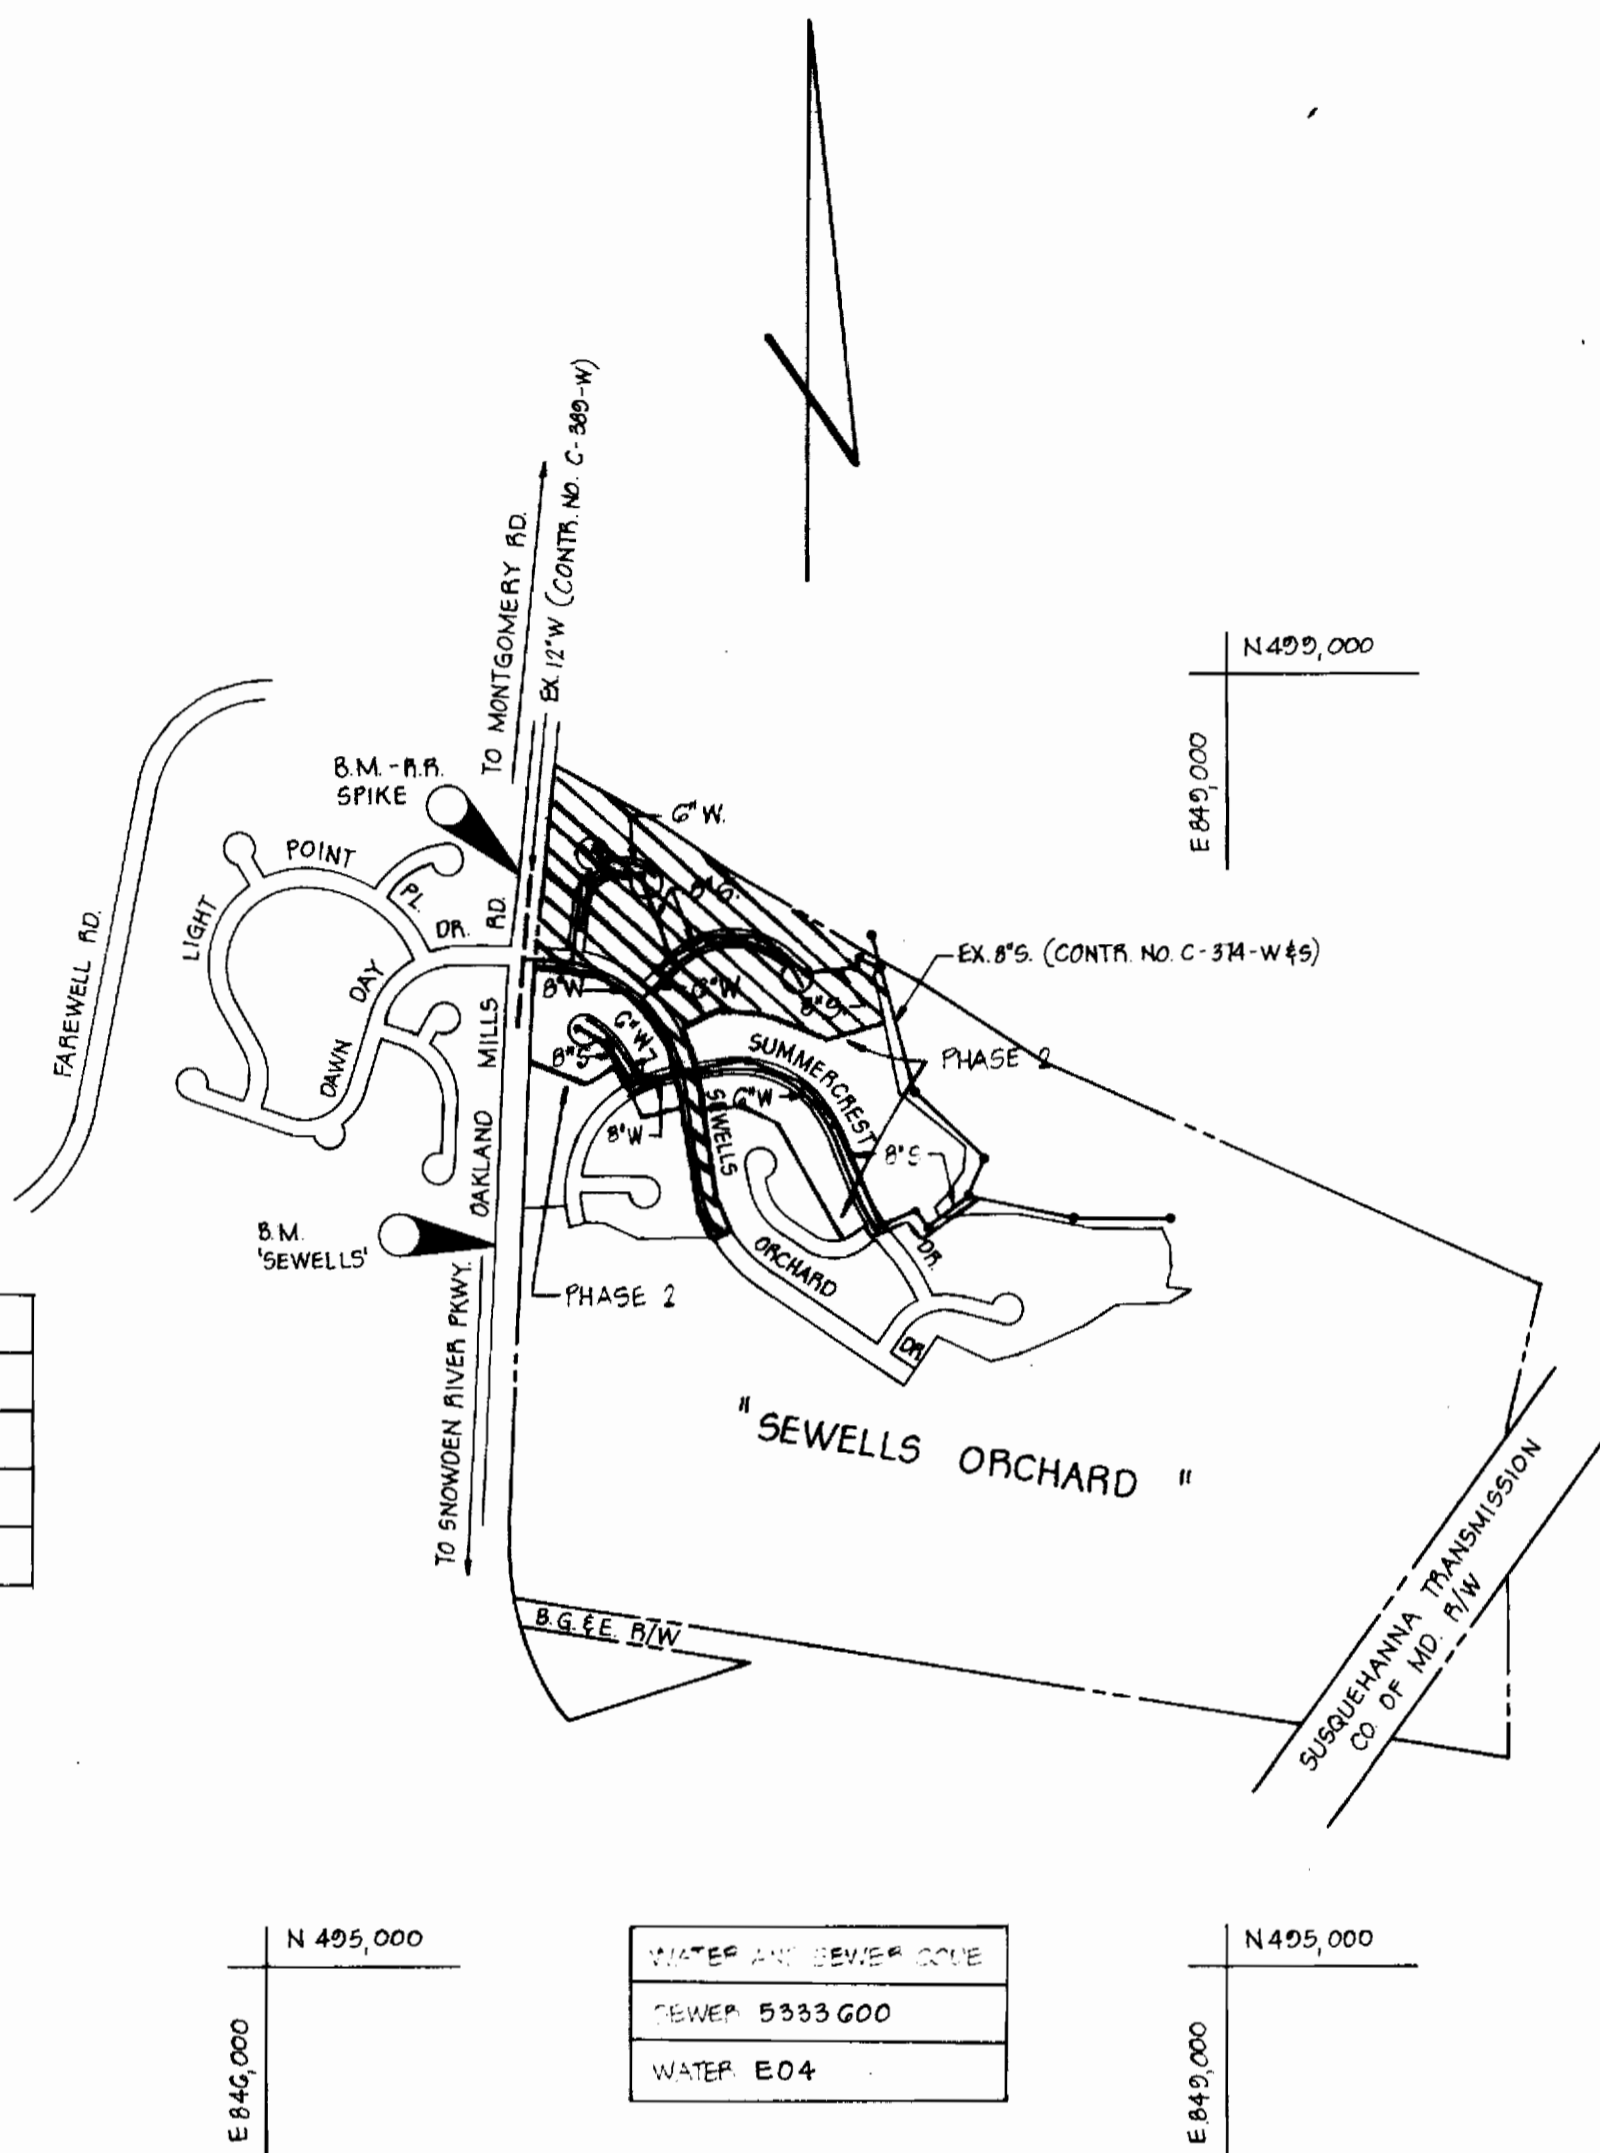 EX. 12"W (CONTR. NO. C-389-W)
TO MONTGOMERY RD.
N 499,000
E 849,000
B.M. - R.R.
SPIKE
6" W.
POINT
PL.
LIGHT
DR.
RD.
FAREWELL RD.
DAY
DAWN
8" S.
EX. 8" S. (CONTR. NO. C-374-W & S)
8"W
6"W
8"S
6"W
8"S
MILLS
OAKLAND
SUMMERCREST
PHASE 2
6"W
SEWELLS
8"W
8"S
B.M.
'SEWELLS'
ORCHARD
DR.
PHASE 2
DR.
TO SNOWDEN RIVER PKWY.
"SEWELLS ORCHARD"
B.G. & E. R/W
SUSQUEHANNA TRANSMISSION
CO. OF MD. R/W
N 495,000
E 846,000
WATER AND SEWER CODE
SEWER 5333600
WATER E04
N 495,000
E 849,000